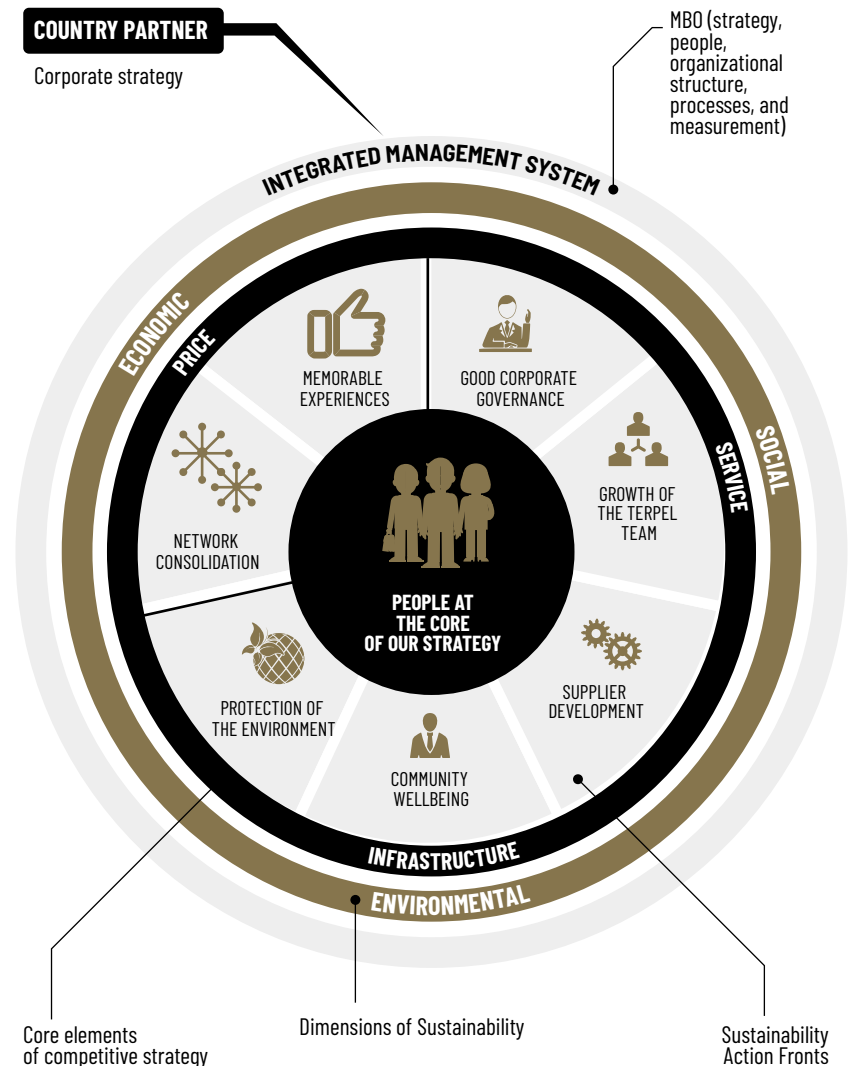 COUNTRY PARTNER
Corporate strategy
MBO (strategy,
people,
organizational
structure,
processes, and
measurement)
INTEGRATED MANAGEMENT SYSTEM
ECONOMIC
PRICE
SOCIAL
SERVICE
MEMORABLE
EXPERIENCES
GOOD CORPORATE
GOVERNANCE
NETWORK
CONSOLIDATION
GROWTH OF
THE TERPEL
TEAM
PEOPLE AT
THE CORE
OF OUR STRATEGY
PROTECTION OF
THE ENVIRONMENT
SUPPLIER
DEVELOPMENT
COMMUNITY
WELLBEING
INFRASTRUCTURE
ENVIRONMENTAL
Core elements
of competitive strategy
Dimensions of Sustainability
Sustainability
Action Fronts